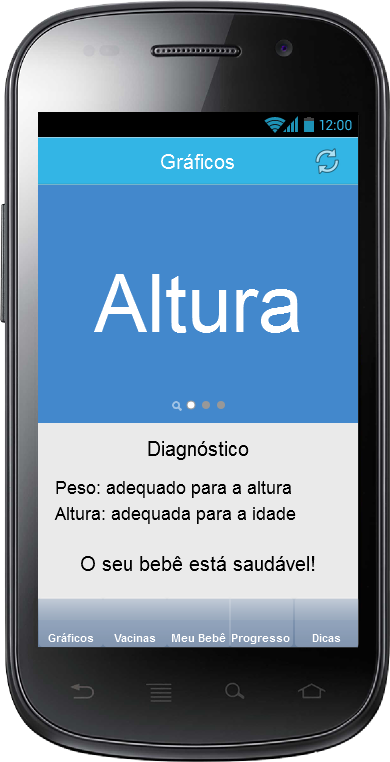 12:00
Gráficos
Altura
Diagnóstico
Peso: adequado para a altura
Altura: adequada para a idade
O seu bebê está saudável!
Gráficos Vacinas Meu Bebê Progresso Dicas